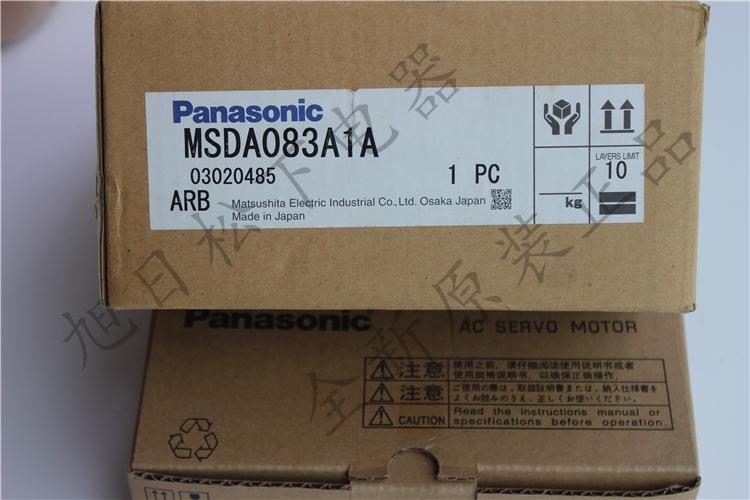 Panasonic
MSDA083A1A
03020485 1 PC
ARB Matsushita Electric Industrial Co.,Ltd. Osaka Japan
Made in Japan
LAYERS LIMIT
10
kg
Panasonic
AC SERVO MOTOR
注意 使用之前,请仔细阅读使用说明书或者
使用规格说明书,以确保正确操作。
注意 ご使用の際は、取扱説明書または、納入仕様書を
よくお読みのうえ、正しくお使いください。
CAUTION Read the instructions manual or
specifications before operation.
旭日松下电器
全新原装正品